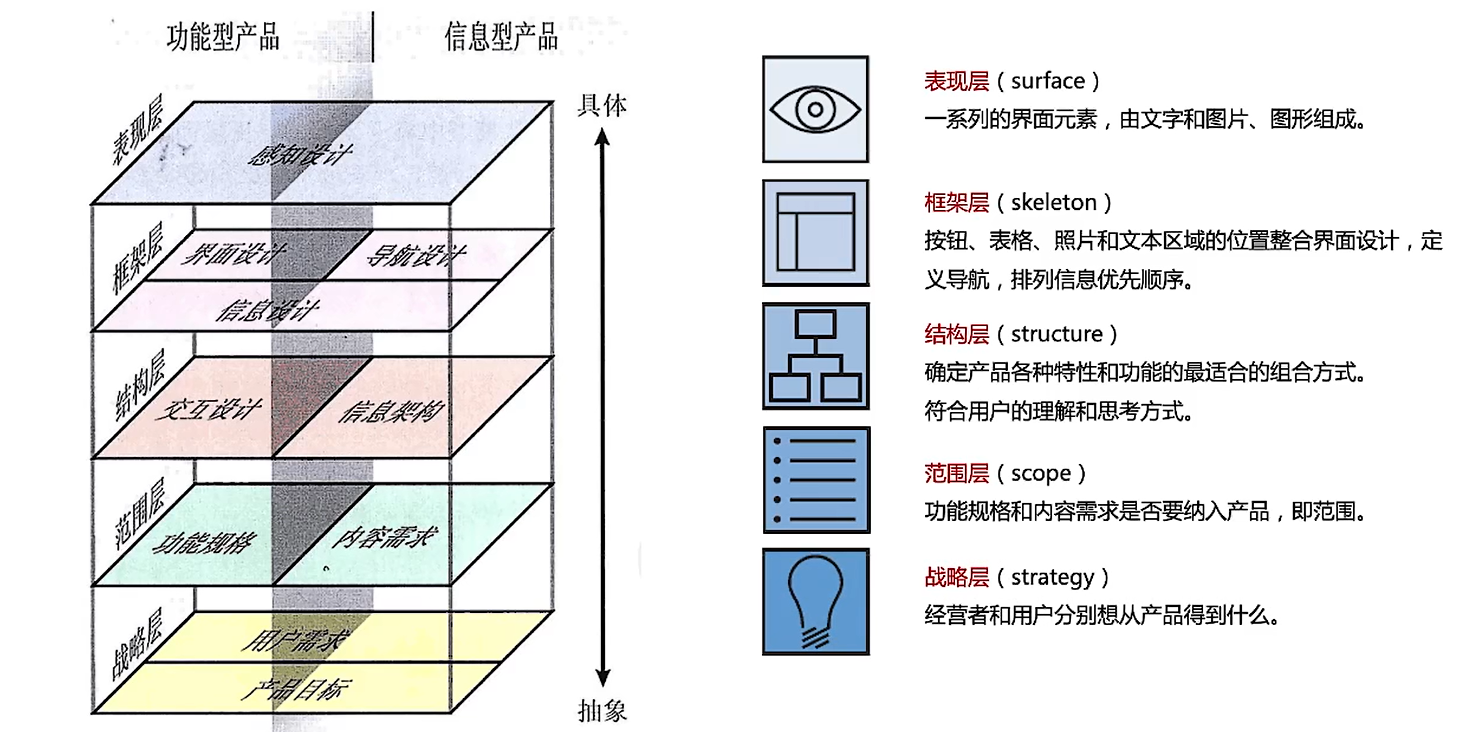 功能型产品
信息型产品
具体
表现层
感知设计
框架层
界面设计
导航设计
信息设计
结构层
交互设计
信息架构
范围层
功能规格
内容需求
战略层
用户需求
产品目标
抽象
表现层（surface）
一系列的界面元素，由文字和图片、图形组成。
框架层（skeleton）
按钮、表格、照片和文本区域的位置整合界面设计，定
义导航，排列信息优先顺序。
结构层（structure）
确定产品各种特性和功能的最适合的组合方式。
符合用户的理解和思考方式。
范围层（scope）
功能规格和内容需求是否要纳入产品，即范围。
战略层（strategy）
经营者和用户分别想从产品得到什么。